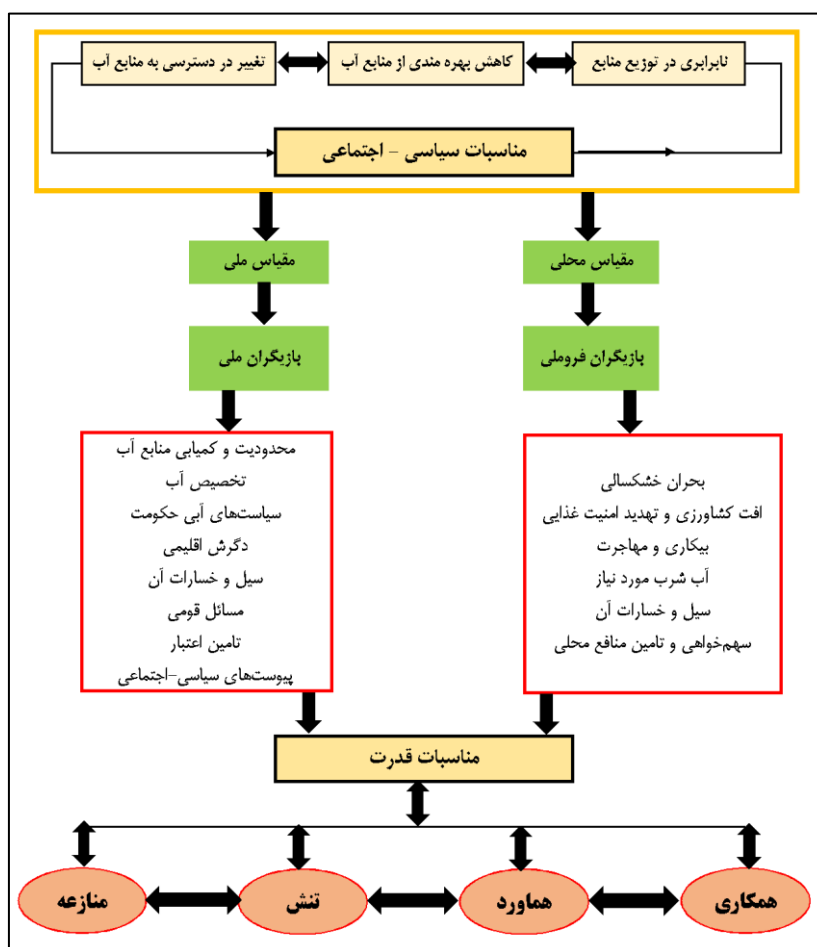 نابرابری در توزیع منابع
کاهش بهره مندی از منابع آب
تغییر در دسترسی به منابع آب
مناسبات سیاسی – اجتماعی
مقیاس محلی
مقیاس ملی
بازیگران فروملی
بازیگران ملی
بحران خشکسالی
افت کشاورزی و تهدید امنیت غذایی
بیکاری و مهاجرت
آب شرب مورد نیاز
سیل و خسارات آن
سهم‌خواهی و تامین منافع محلی
محدودیت و کمیابی منابع آب
تخصیص آب
سیاست‌های آبی حکومت
دگرش اقلیمی
سیل و خسارات آن
مسائل قومی
تامین اعتبار
پیوست‌های سیاسی–اجتماعی
مناسبات قدرت
همکاری
هماورد
تنش
منازعه